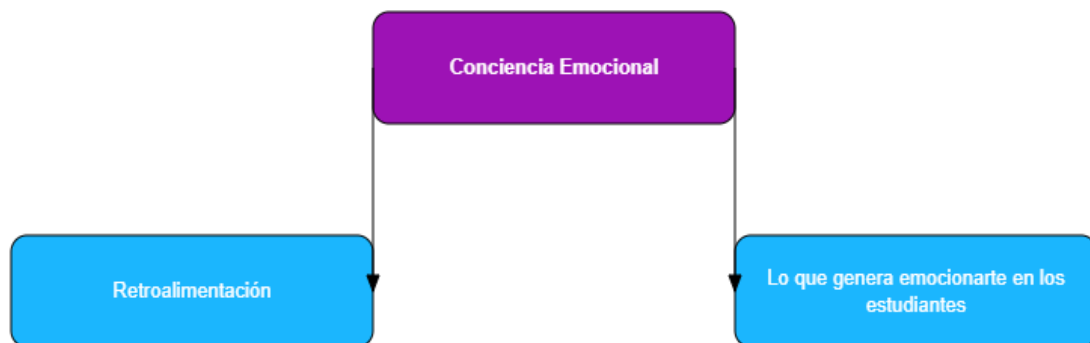 Conciencia Emocional
Retroalimentación
Lo que genera emocionarte en los
estudiantes